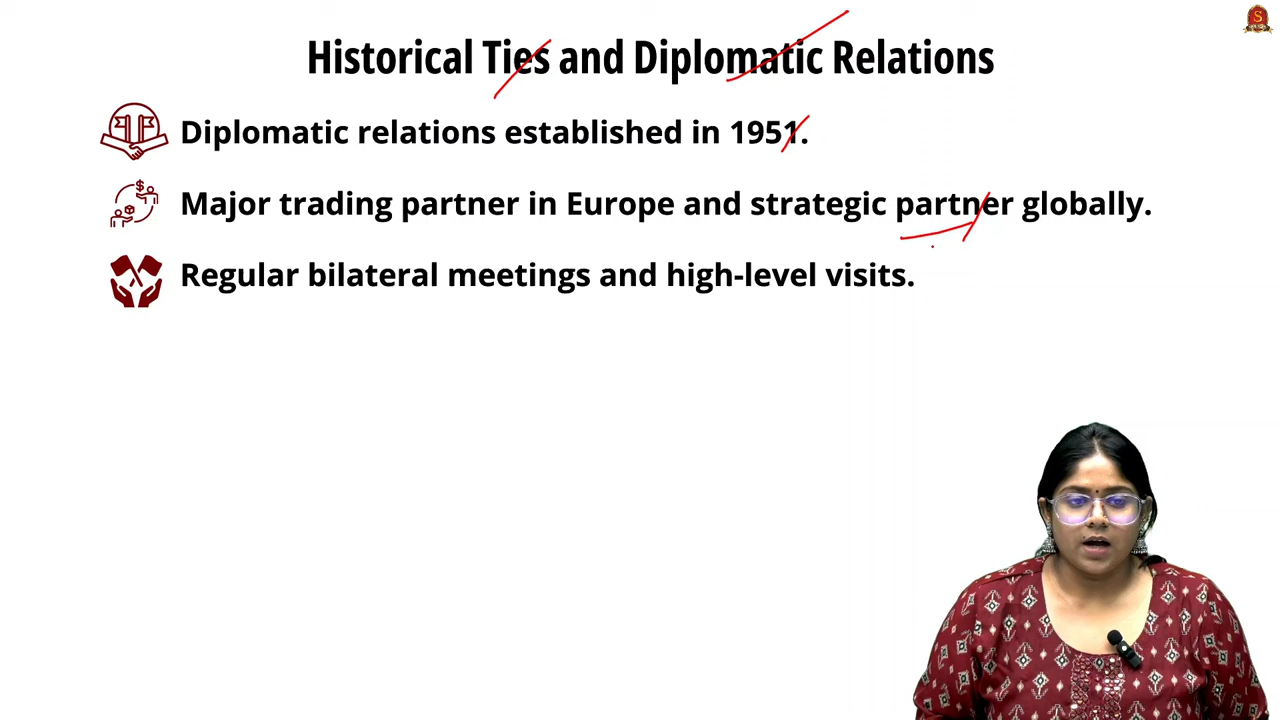 Historical Ties and Diplomatic Relations
Diplomatic relations established in 1951.
Major trading partner in Europe and strategic partner globally.
Regular bilateral meetings and high-level visits.